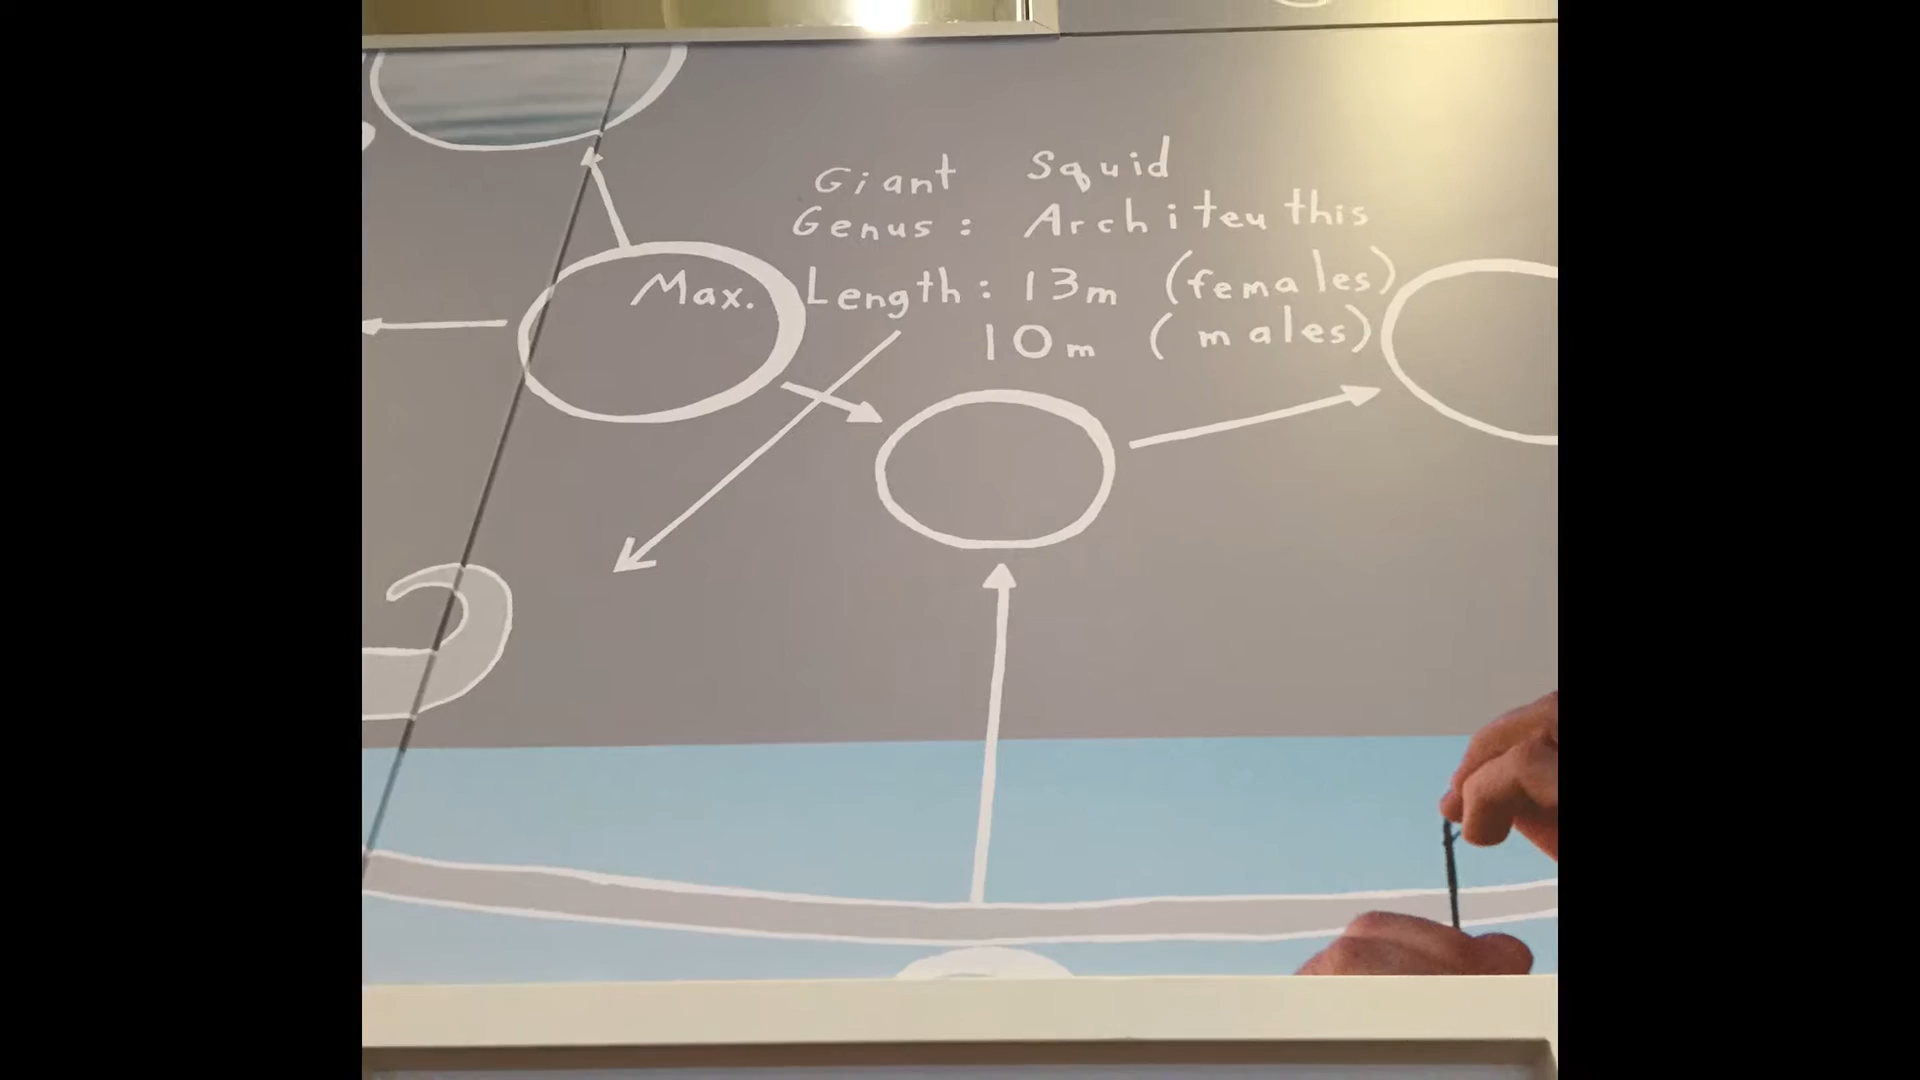 Giant Squid
Genus: Architeuthis
Max. Length: 13m (females)
10m (males)